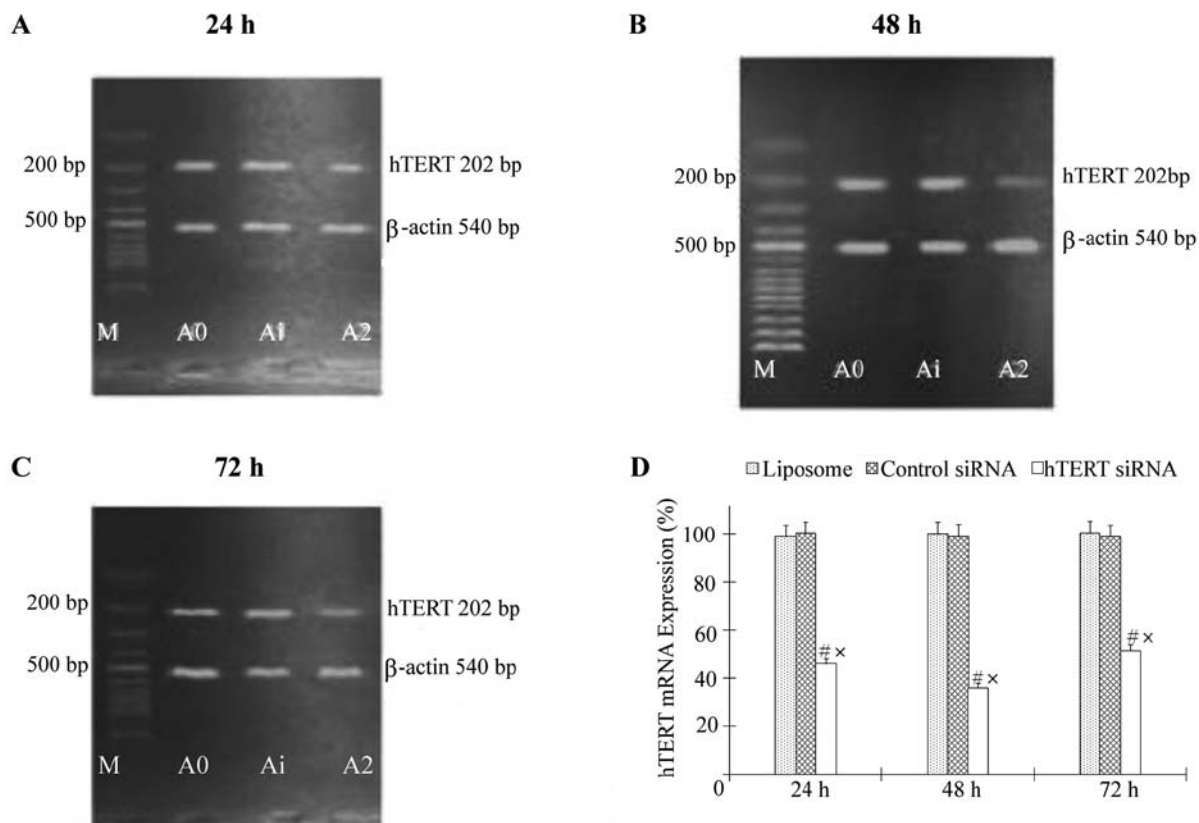 A 24 h
200 bp
500 bp
hTERT 202 bp
β-actin 540 bp
M A0 Ai A2
B 48 h
200 bp
500 bp
hTERT 202bp
β-actin 540 bp
M A0 Ai A2
C 72 h
200 bp
500 bp
hTERT 202 bp
β-actin 540 bp
M A0 Ai A2
D
Liposome Control siRNA hTERT siRNA
hTERT mRNA Expression (%)
100
80
60
40
20
0
# ×
# ×
# ×
24 h 48 h 72 h